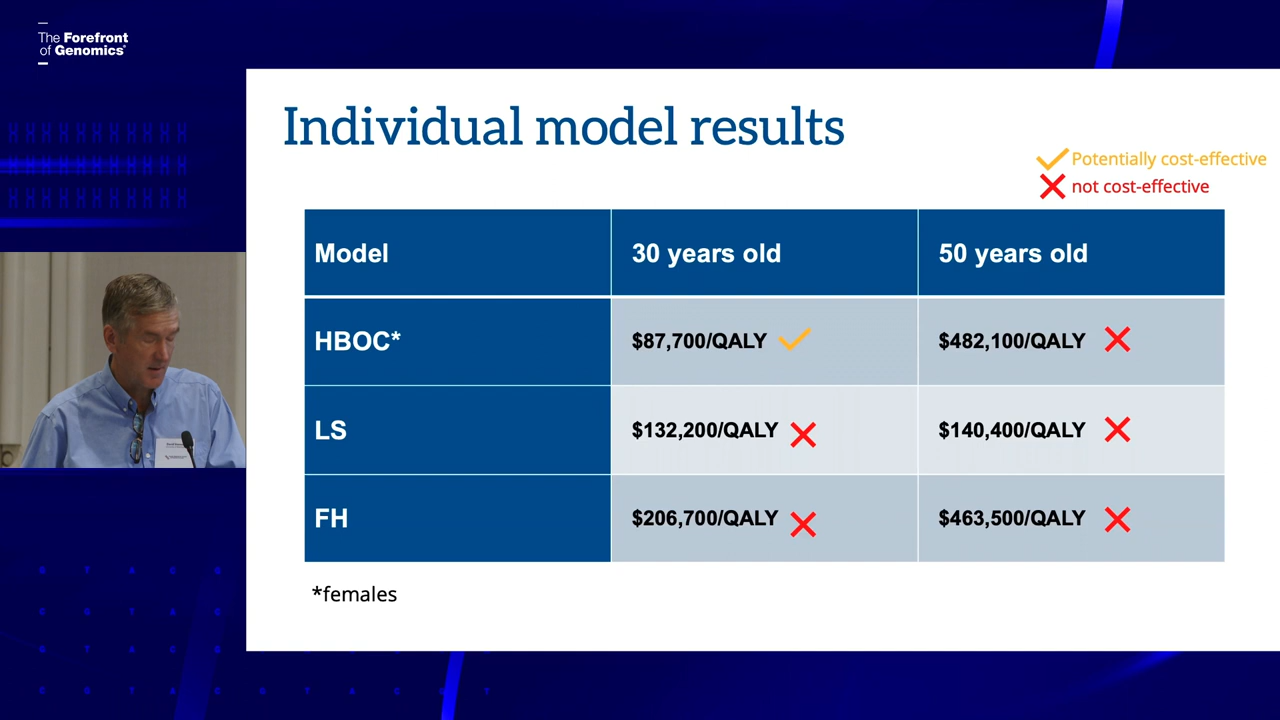 The Forefront
of Genomics
Individual model results
Potentially cost-effective
not cost-effective
Model 30 years old 50 years old
HBOC* $87,700/QALY $482,100/QALY
LS $132,200/QALY $140,400/QALY
FH $206,700/QALY $463,500/QALY
*females